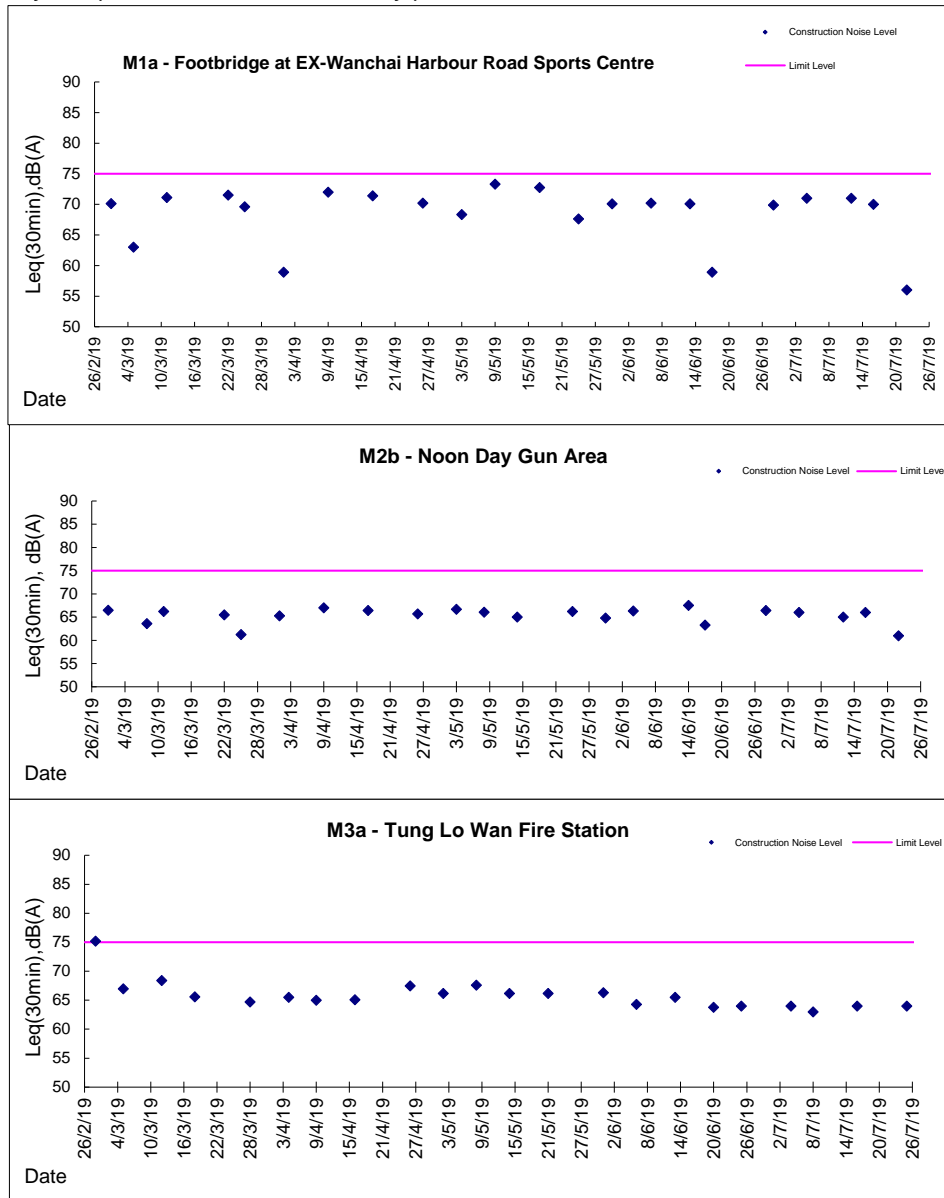 M1a - Footbridge at EX-Wanchai Harbour Road Sports Centre
Construction Noise Level
Limit Level
Leq(30min),dB(A)
90
85
80
75
70
65
60
55
50
26/2/19 4/3/19 10/3/19 16/3/19 22/3/19 28/3/19 3/4/19 9/4/19 15/4/19 21/4/19 27/4/19 3/5/19 9/5/19 15/5/19 21/5/19 27/5/19 2/6/19 8/6/19 14/6/19 20/6/19 26/6/19 2/7/19 8/7/19 14/7/19 20/7/19 26/7/19
Date
M2b - Noon Day Gun Area
Construction Noise Level Limit Level
Leq(30min), dB(A)
90
85
80
75
70
65
60
55
50
26/2/19 4/3/19 10/3/19 16/3/19 22/3/19 28/3/19 3/4/19 9/4/19 15/4/19 21/4/19 27/4/19 3/5/19 9/5/19 15/5/19 21/5/19 27/5/19 2/6/19 8/6/19 14/6/19 20/6/19 26/6/19 2/7/19 8/7/19 14/7/19 20/7/19 26/7/19
Date
M3a - Tung Lo Wan Fire Station
Construction Noise Level Limit Level
Leq(30min),dB(A)
90
85
80
75
70
65
60
55
50
26/2/19 4/3/19 10/3/19 16/3/19 22/3/19 28/3/19 3/4/19 9/4/19 15/4/19 21/4/19 27/4/19 3/5/19 9/5/19 15/5/19 21/5/19 27/5/19 2/6/19 8/6/19 14/6/19 20/6/19 26/6/19 2/7/19 8/7/19 14/7/19 20/7/19 26/7/19
Date